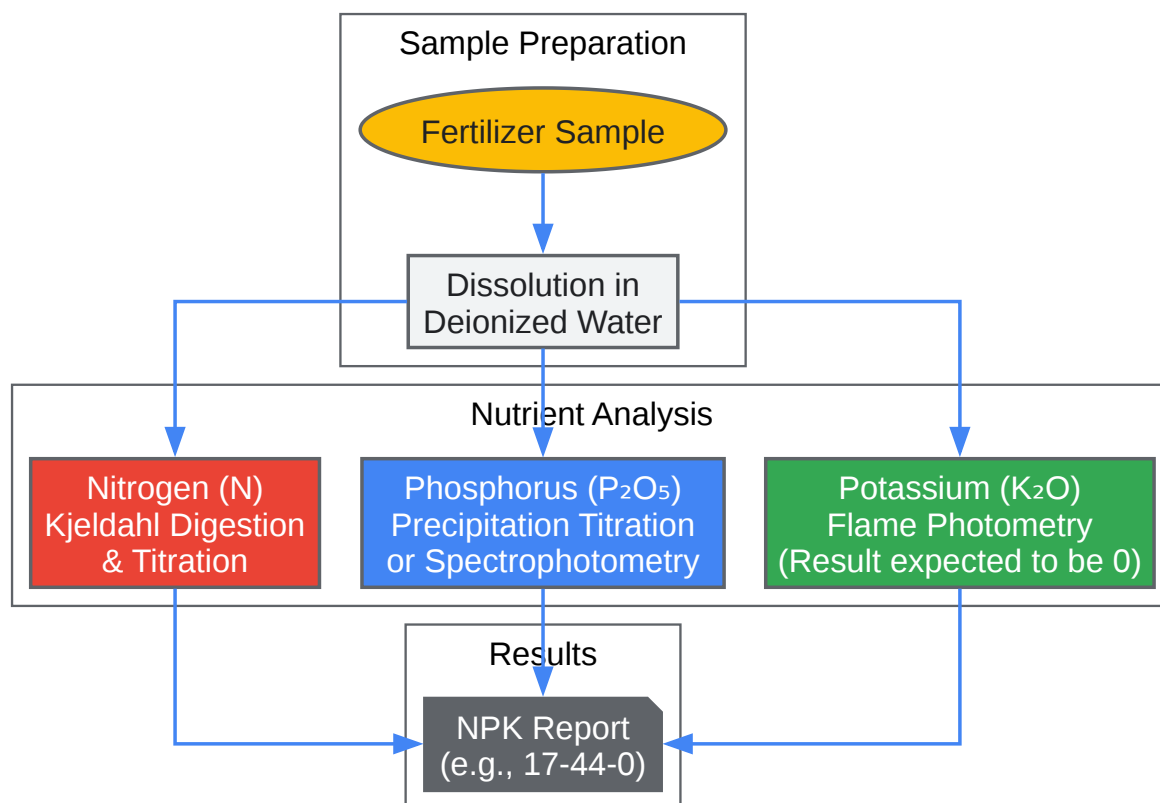 Sample Preparation
Fertilizer Sample
Dissolution in
Deionized Water
Nutrient Analysis
Nitrogen (N)
Kjeldahl Digestion
& Titration
Phosphorus (P₂O₅)
Precipitation Titration
or Spectrophotometry
Potassium (K₂O)
Flame Photometry
(Result expected to be 0)
Results
NPK Report
(e.g., 17-44-0)